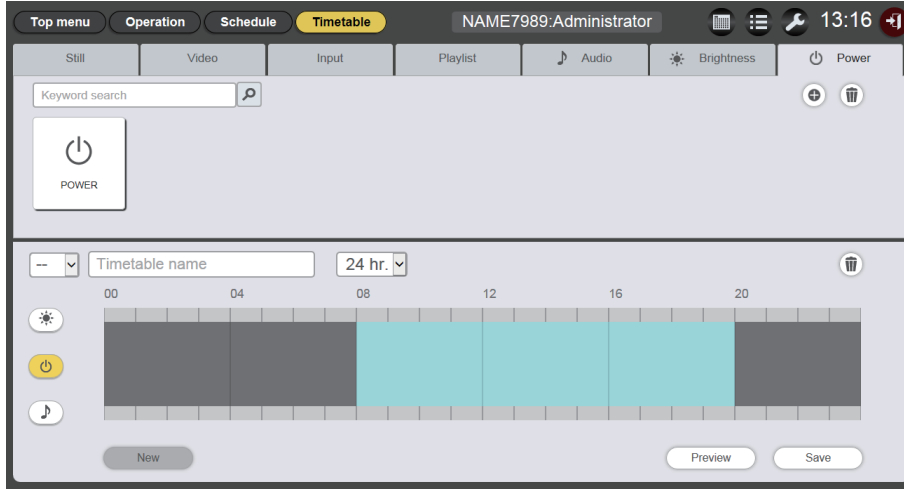 Top menu Operation Schedule Timetable NAME7989:Administrator 13:16
Still Video Input Playlist Audio Brightness Power
Keyword search
POWER
-- Timetable name 24 hr.
00 04 08 12 16 20
New Preview Save